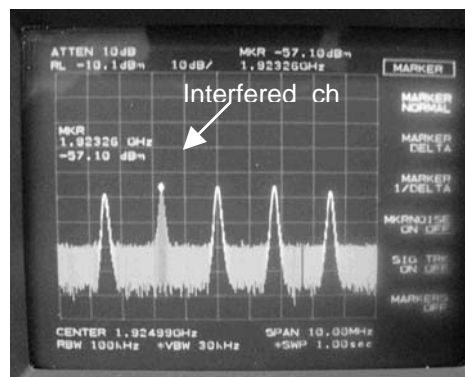 ATTEN 10dB
RL -10.1dBm
10dB/
MKR -57.10dBm
1.92326GHz
Interfered ch
MKR
1.92326 GHz
-57.10 dBm
CENTER 1.92499GHz
SPAN 10.00MHz
RBW 100kHz
*VBW 30kHz
*SWP 1.00sec
MARKER
MARKER
NORMAL
MARKER
DELTA
MARKER
1/DELTA
MKRNOISE
ON OFF
SIG TRK
ON OFF
MARKERS
OFF